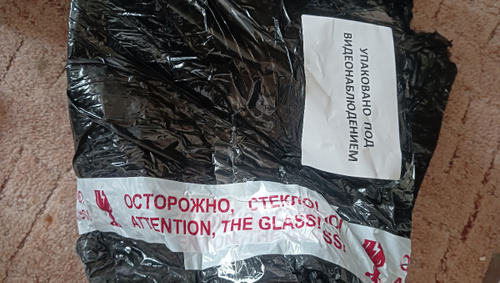 УПАКОВАНО ПОД
ВИДЕОНАБЛЮДЕНИЕМ
ОСТОРОЖНО, СТЕКЛО!
ATTENTION, THE GLASS!